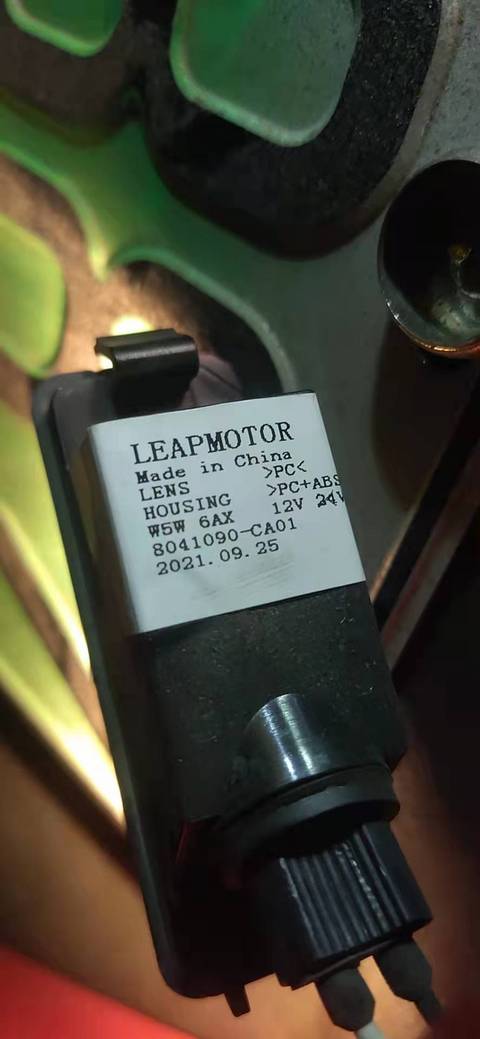 LEAPMOTOR
Made in China
LENS >PC<
HOUSING >PC+ABS
W5W 6AX 12V 24V
8041090-CA01
2021.09.25